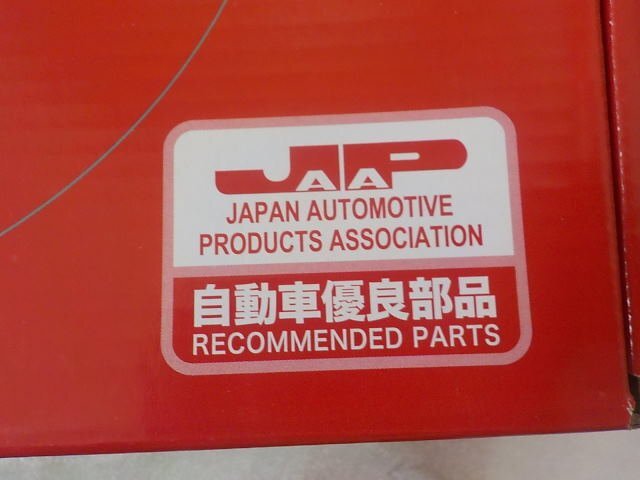 JAAP
JAPAN AUTOMOTIVE
PRODUCTS ASSOCIATION
自動車優良部品
RECOMMENDED PARTS